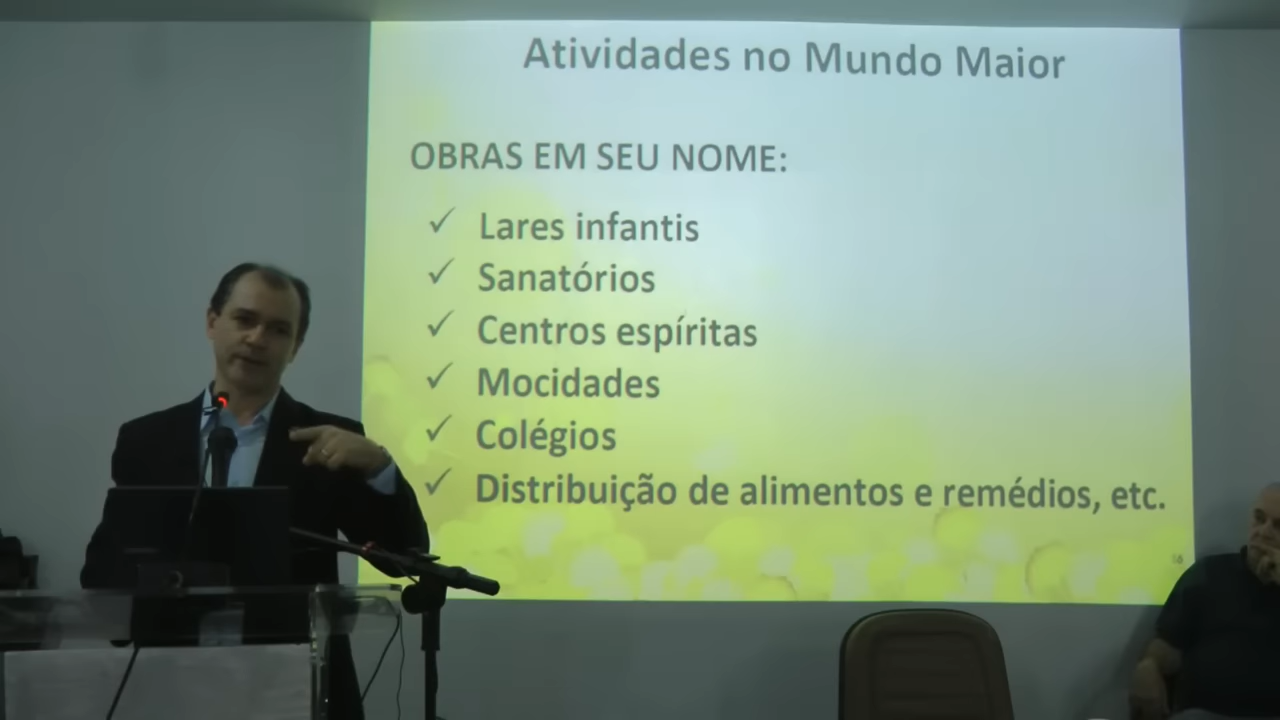 Atividades no Mundo Maior
OBRAS EM SEU NOME:
✓ Lares infantis
✓ Sanatórios
✓ Centros espíritas
✓ Mocidades
✓ Colégios
✓ Distribuição de alimentos e remédios, etc.